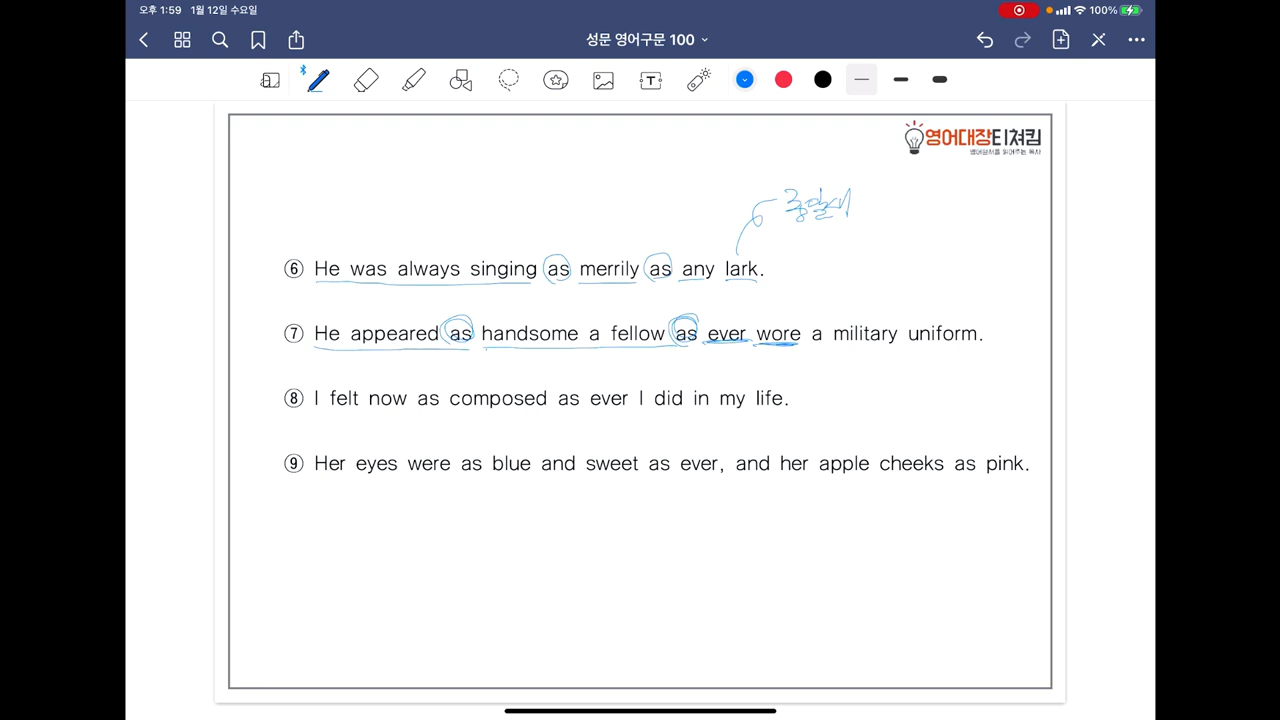 오후 1:59 1월 12일 수요일
100%
성문 영어구문 100
영어대장티쳐킴
종달새
⑥ He was always singing as merrily as any lark.
⑦ He appeared as handsome a fellow as ever wore a military uniform.
⑧ I felt now as composed as ever I did in my life.
⑨ Her eyes were as blue and sweet as ever, and her apple cheeks as pink.